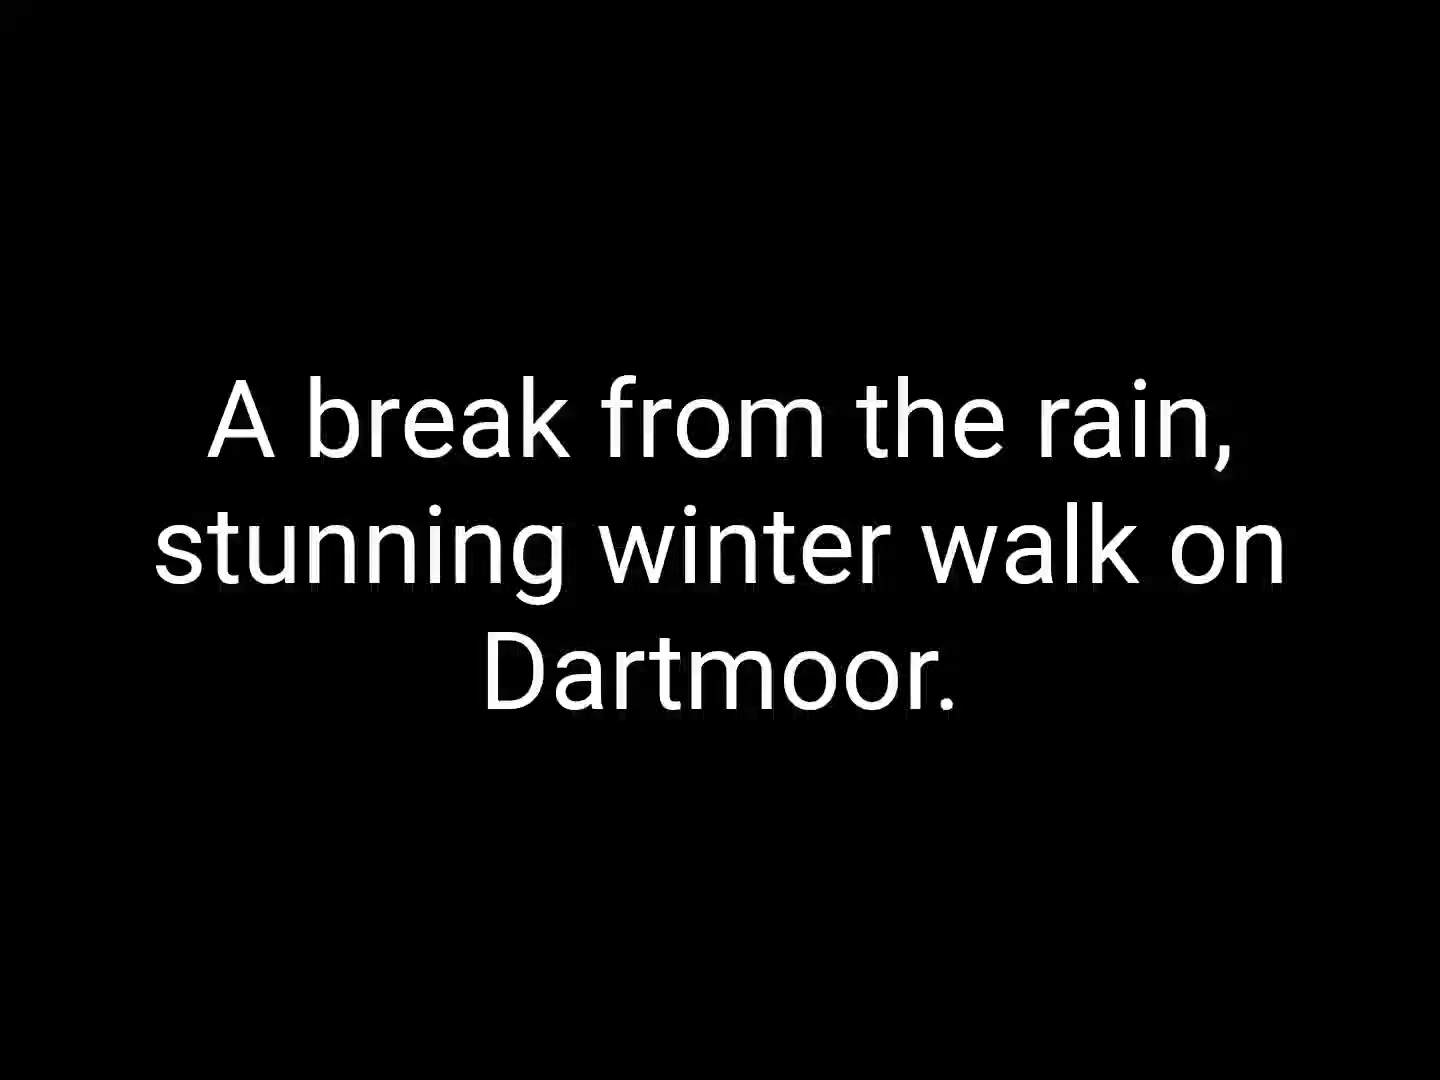 A break from the rain,
stunning winter walk on
Dartmoor.